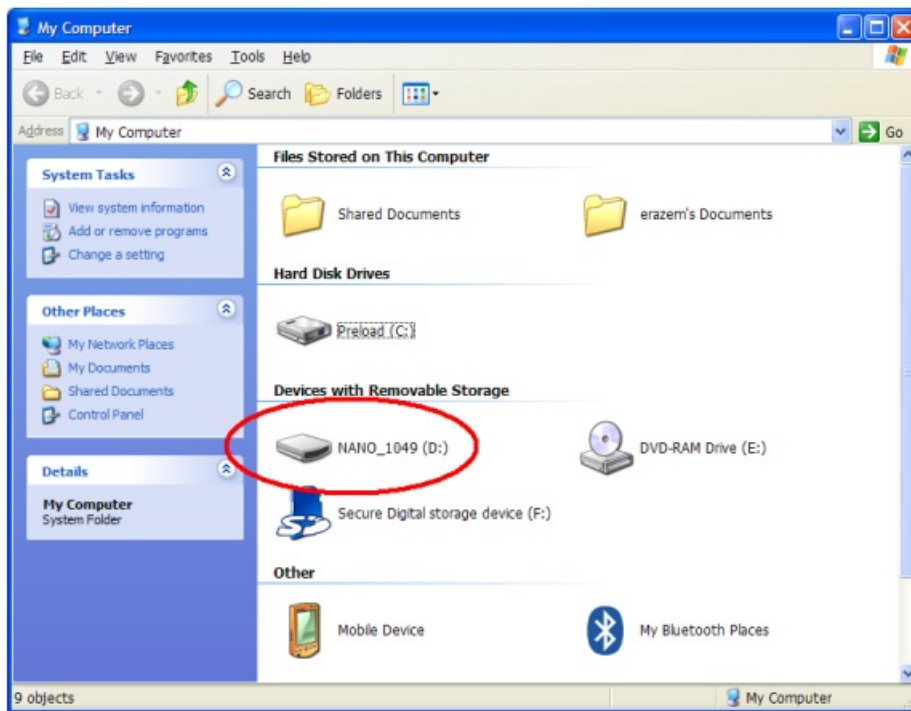 My Computer
File Edit View Favorites Tools Help
Back Search Folders
Address My Computer Go
System Tasks
View system information
Add or remove programs
Change a setting
Other Places
My Network Places
My Documents
Shared Documents
Control Panel
Details
My Computer
System Folder
Files Stored on This Computer
Shared Documents erazem's Documents
Hard Disk Drives
Preload (C:)
Devices with Removable Storage
NANO_1049 (D:) DVD-RAM Drive (E:)
Secure Digital storage device (F:)
Other
Mobile Device My Bluetooth Places
9 objects My Computer